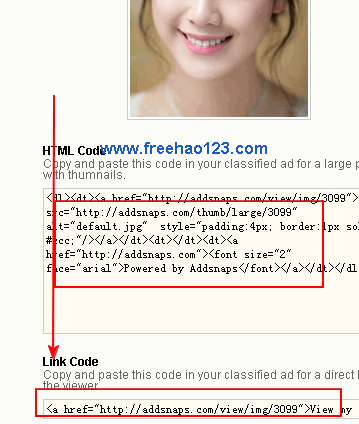 HTML Code
www.freehao123.com
Copy and paste this code in your classified ad for a large p
with thumnails.
<dl><dt><a href="http://addsnaps.com/view/img/3099">
src="http://addsnaps.com/thumb/large/3099"
alt="default.jpg" style="padding:4px; border:1px sol
#ccc;"/></a></dt><dt></dt><dt><a
href="http://addsnaps.com"><font size="2"
face="arial">Powered by Addsnaps</font></a></dt></dl
Link Code
Copy and paste this code in your classified ad for a direct l
the viewer.
<a href="http://addsnaps.com/view/img/3099">View my